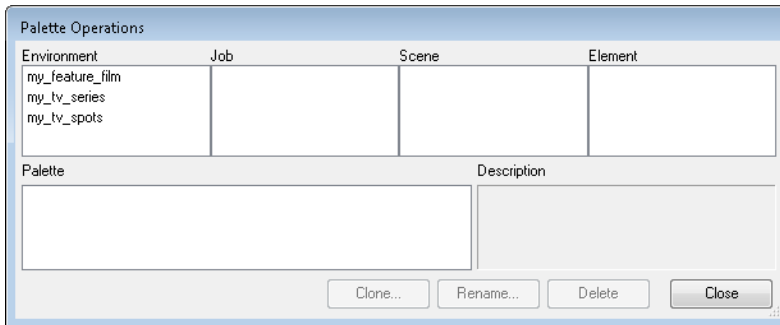 Palette Operations
Environment Job Scene Element
my_feature_film
my_tv_series
my_tv_spots
Palette Description
Clone... Rename... Delete Close